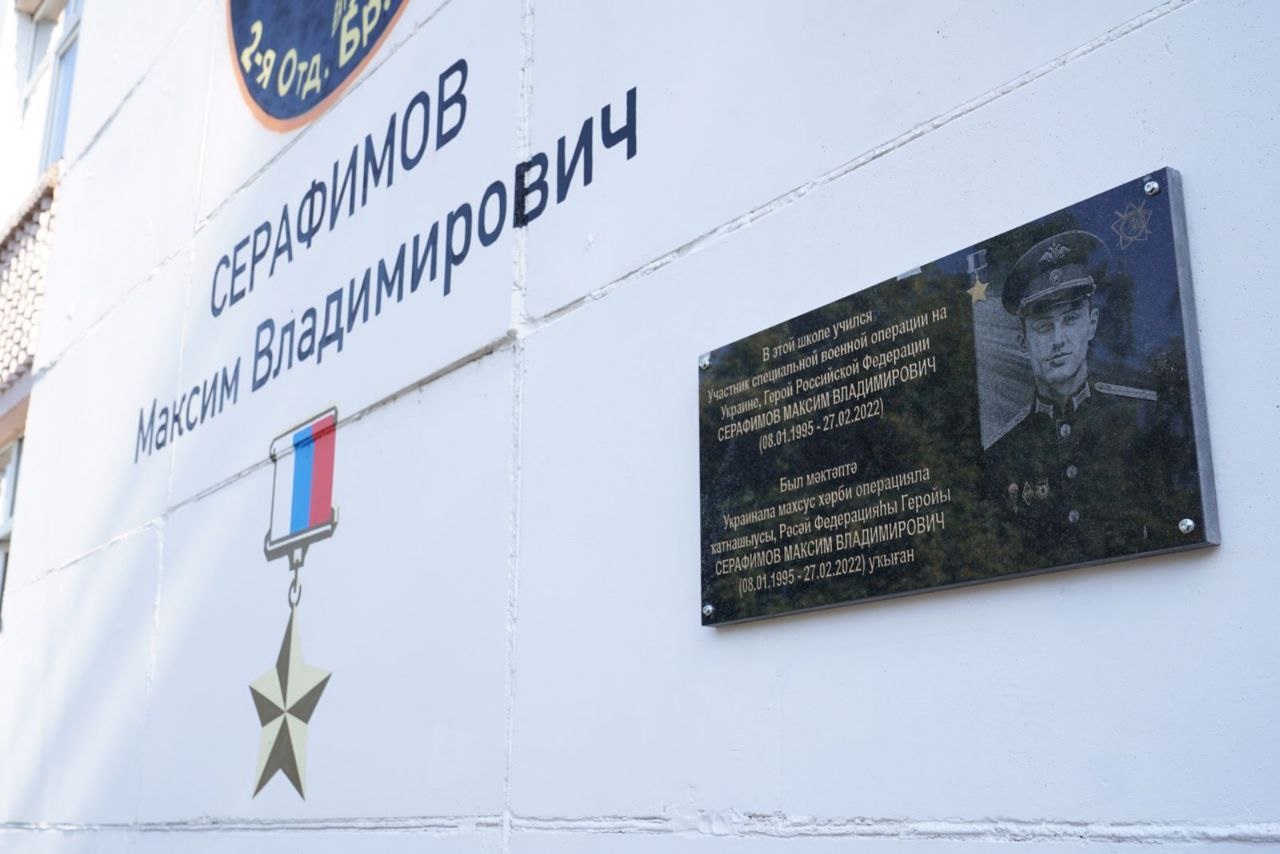 2-я Отд. Бр.
СЕРАФИМОВ
Максим Владимирович
В этой школе учился
Участник специальной военной операции на
Украине, Герой Российской Федерации
СЕРАФИМОВ МАКСИМ ВЛАДИМИРОВИЧ
(08.01.1995 - 27.02.2022)
Был мәктәптә
Украинала махсус хәрби операцияла
ҡатнашыусы, Рәсәй Федерацияһы Геройы
СЕРАФИМОВ МАКСИМ ВЛАДИМИРОВИЧ
(08.01.1995 - 27.02.2022) уҡыған